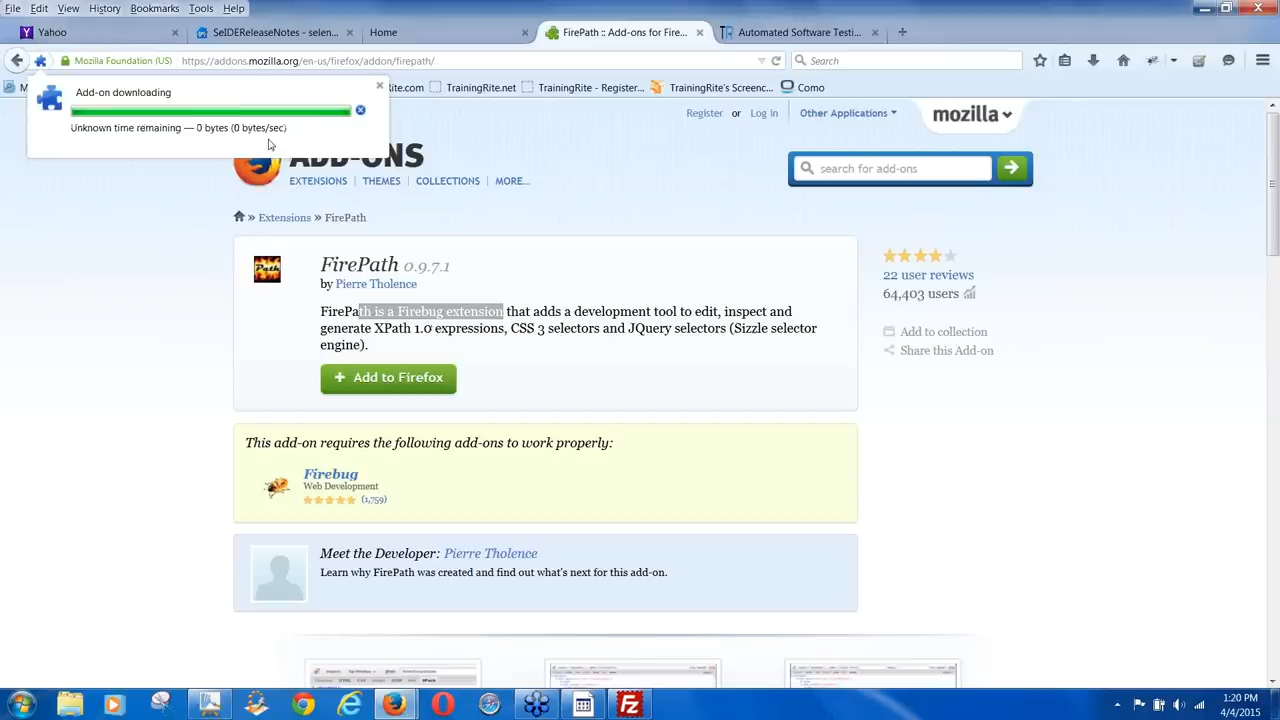 File Edit View History Bookmarks Tools Help
Yahoo
SeIDEReleaseNotes - selen...
Home
FirePath :: Add-ons for Fire...
Automated Software Testi...
Mozilla Foundation (US)
https://addons.mozilla.org/en-us/firefox/addon/firepath/
Search
Rite.com
TrainingRite.net
TrainingRite - Register...
TrainingRite's Screenc...
Como
Add-on downloading
Unknown time remaining — 0 bytes (0 bytes/sec)
Register
Log in
Other Applications
mozilla
ADD-ONS
EXTENSIONS
THEMES
COLLECTIONS
MORE...
search for add-ons
» Extensions » FirePath
Path
FirePath 0.9.7.1
by Pierre Tholence
FirePath is a Firebug extension that adds a development tool to edit, inspect and
generate XPath 1.0 expressions, CSS 3 selectors and JQuery selectors (Sizzle selector
engine).
+ Add to Firefox
22 user reviews
64,403 users
Add to collection
Share this Add-on
This add-on requires the following add-ons to work properly:
Firebug
Web Development
(1,759)
Meet the Developer: Pierre Tholence
Learn why FirePath was created and find out what's next for this add-on.
1:20 PM
4/4/2015